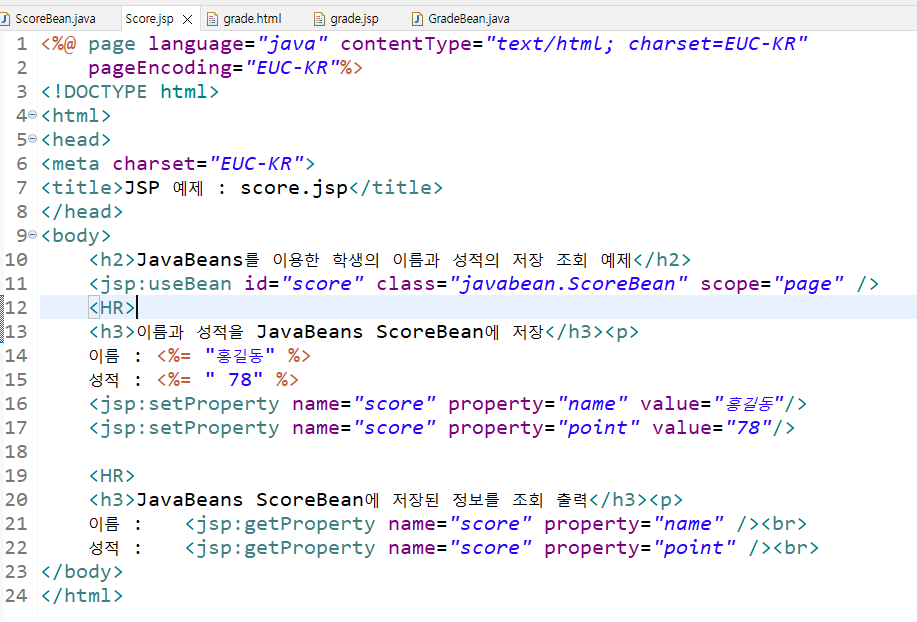 ScoreBean.java Score.jsp grade.html grade.jsp GradeBean.java
1 <%@ page language="java" contentType="text/html; charset=EUC-KR"
2     pageEncoding="EUC-KR"%>
3 <!DOCTYPE html>
4 <html>
5 <head>
6 <meta charset="EUC-KR">
7 <title>JSP 예제 : score.jsp</title>
8 </head>
9 <body>
10     <h2>JavaBeans를 이용한 학생의 이름과 성적의 저장 조회 예제</h2>
11     <jsp:useBean id="score" class="javabean.ScoreBean" scope="page" />
12     <HR>
13     <h3>이름과 성적을 JavaBeans ScoreBean에 저장</h3><p>
14     이름 : <%= "홍길동" %>
15     성적 : <%= " 78" %>
16     <jsp:setProperty name="score" property="name" value="홍길동"/>
17     <jsp:setProperty name="score" property="point" value="78"/>
18
19     <HR>
20     <h3>JavaBeans ScoreBean에 저장된 정보를 조회 출력</h3><p>
21     이름 :    <jsp:getProperty name="score" property="name" /><br>
22     성적 :    <jsp:getProperty name="score" property="point" /><br>
23 </body>
24 </html>